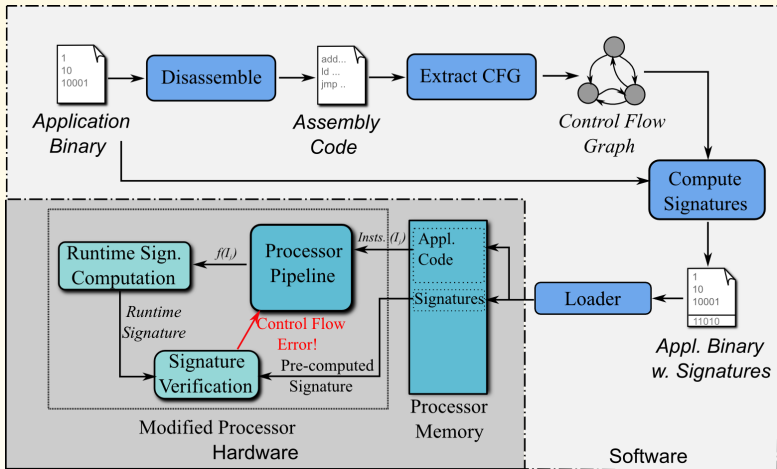 1
10
10001
Disassemble
add...
ld ...
jmp ..
Extract CFG
Application
Binary
Assembly
Code
Control Flow
Graph
Compute
Signatures
Runtime Sign.
Computation
f(Ii)
Processor
Pipeline
Insts. (Ii)
Appl.
Code
Signatures
Loader
1
10
10001
11010
Runtime
Signature
Control Flow
Error!
Signature
Verification
Pre-computed
Signature
Appl. Binary
w. Signatures
Processor
Memory
Modified Processor
Hardware
Software